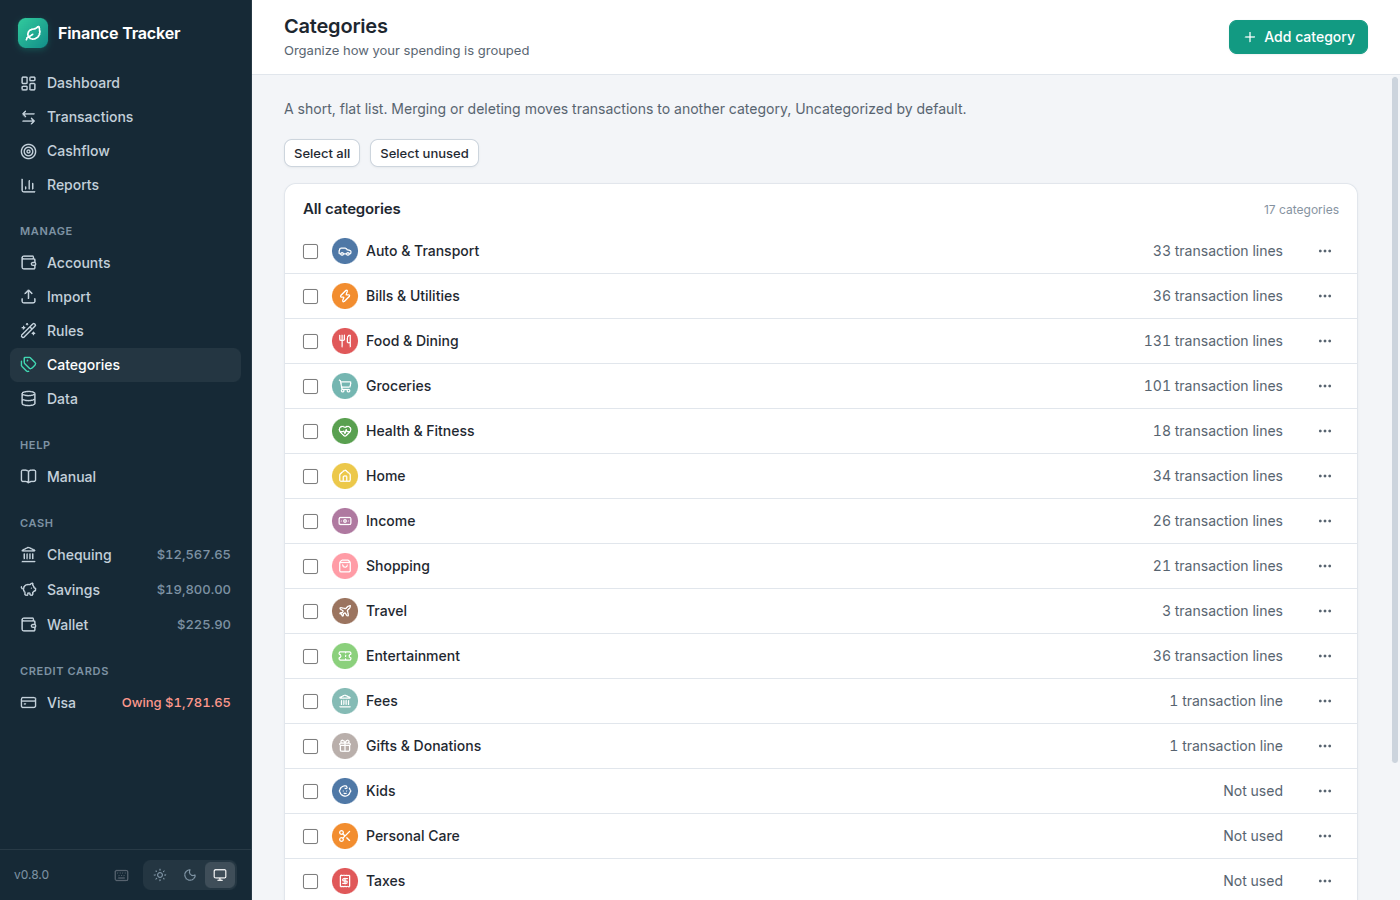 Finance Tracker
Dashboard
Transactions
Cashflow
Reports
MANAGE
Accounts
Import
Rules
Categories
Data
HELP
Manual
CASH
Chequing $12,567.65
Savings $19,800.00
Wallet $225.90
CREDIT CARDS
Visa Owing $1,781.65
v0.8.0
Categories
Organize how your spending is grouped
Add category
A short, flat list. Merging or deleting moves transactions to another category, Uncategorized by default.
Select all Select unused
All categories 17 categories
Auto & Transport 33 transaction lines
Bills & Utilities 36 transaction lines
Food & Dining 131 transaction lines
Groceries 101 transaction lines
Health & Fitness 18 transaction lines
Home 34 transaction lines
Income 26 transaction lines
Shopping 21 transaction lines
Travel 3 transaction lines
Entertainment 36 transaction lines
Fees 1 transaction line
Gifts & Donations 1 transaction line
Kids Not used
Personal Care Not used
Taxes Not used